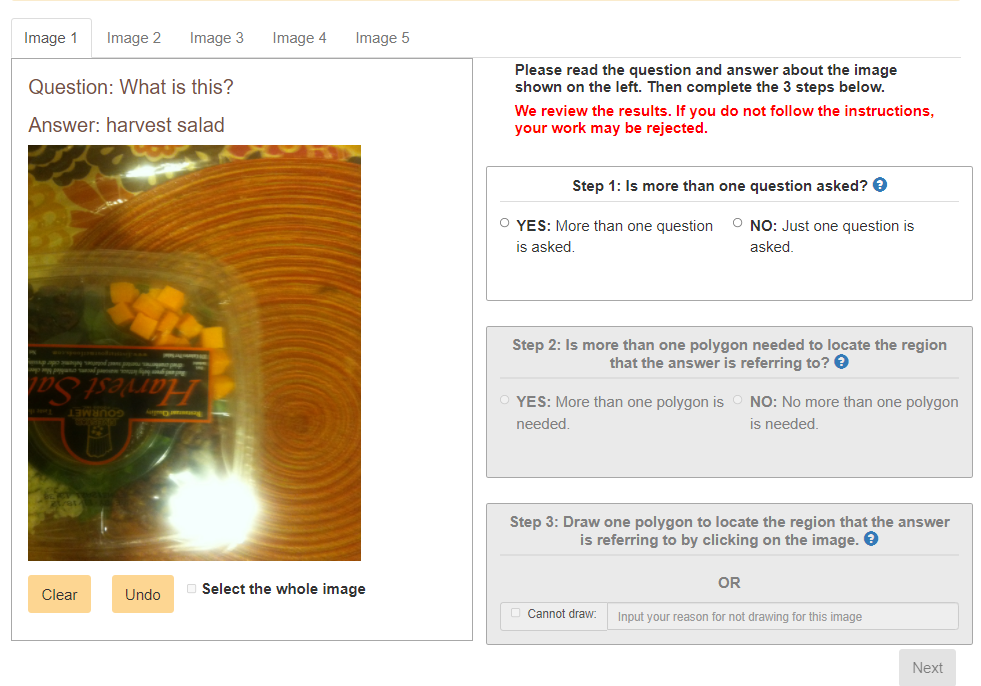 Image 1
Image 2
Image 3
Image 4
Image 5
Question: What is this?
Answer: harvest salad
Harvest Sal
GOURMET
Clear
Undo
Select the whole image
Please read the question and answer about the image
shown on the left. Then complete the 3 steps below.
We review the results. If you do not follow the instructions,
your work may be rejected.
Step 1: Is more than one question asked? ?
YES: More than one question
is asked.
NO: Just one question is
asked.
Step 2: Is more than one polygon needed to locate the region
that the answer is referring to? ?
YES: More than one polygon is
needed.
NO: No more than one polygon
is needed.
Step 3: Draw one polygon to locate the region that the answer
is referring to by clicking on the image. ?
OR
Cannot draw:
Input your reason for not drawing for this image
Next